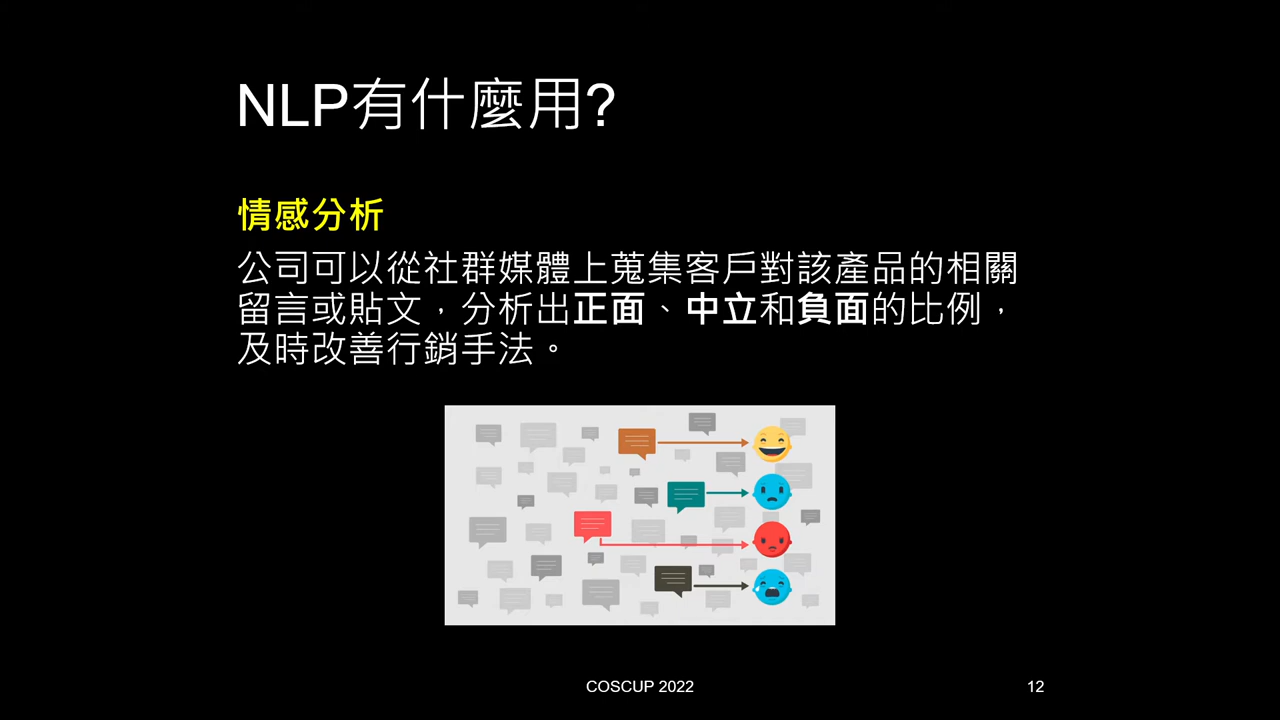 NLP有什麼用?
情感分析
公司可以從社群媒體上蒐集客戶對該產品的相關
留言或貼文，分析出正面、中立和負面的比例，
及時改善行銷手法。
COSCUP 2022
12